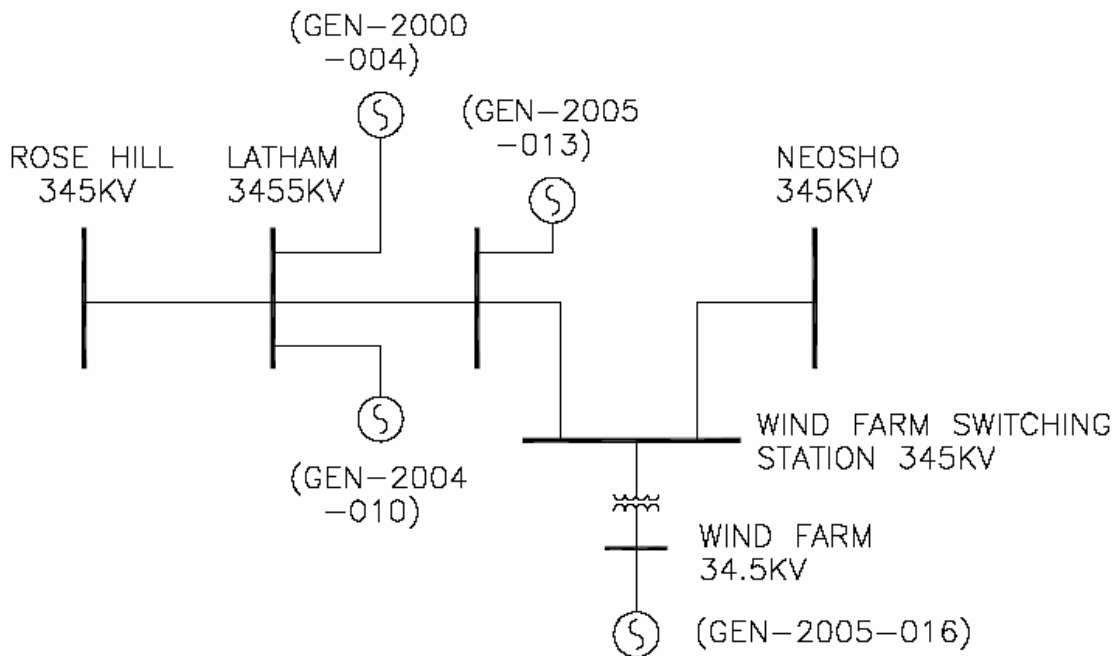 (GEN-2000
-004)
(GEN-2005
-013)
ROSE HILL
345KV
LATHAM
3455KV
NEOSHO
345KV
(GEN-2004
-010)
WIND FARM SWITCHING
STATION 345KV
WIND FARM
34.5KV
(GEN-2005-016)